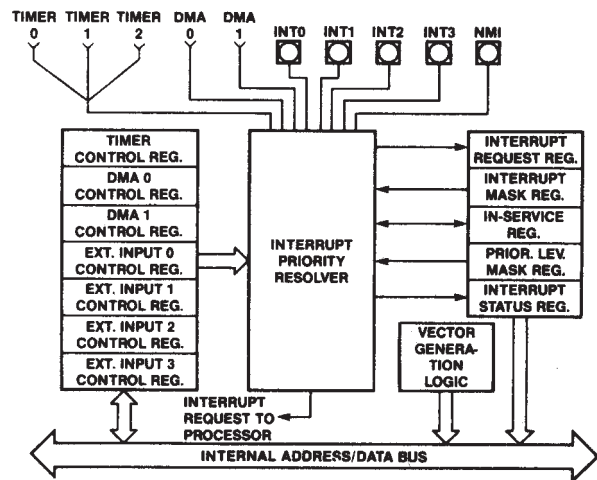 TIMER TIMER TIMER DMA DMA
0 1 2 0 1
INT0 INT1 INT2 INT3 NMI
TIMER
CONTROL REG.
DMA 0
CONTROL REG.
DMA 1
CONTROL REG.
EXT. INPUT 0
CONTROL REG.
EXT. INPUT 1
CONTROL REG.
EXT. INPUT 2
CONTROL REG.
EXT. INPUT 3
CONTROL REG.
INTERRUPT
PRIORITY
RESOLVER
INTERRUPT
REQUEST REG.
INTERRUPT
MASK REG.
IN-SERVICE
REG.
PRIOR. LEV.
MASK REG.
INTERRUPT
STATUS REG.
VECTOR
GENERA-
TION
LOGIC
INTERRUPT
REQUEST TO
PROCESSOR
INTERNAL ADDRESS/DATA BUS